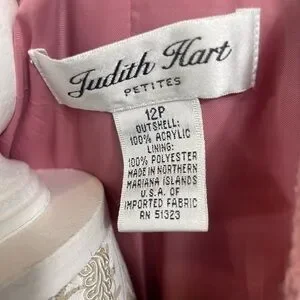 Judith Hart
PETITES
12P
OUTSHELL:
100% ACRYLIC
LINING:
100% POLYESTER
MADE IN NORTHERN
MARIANA ISLANDS
U.S.A. OF
IMPORTED FABRIC
RN 51323